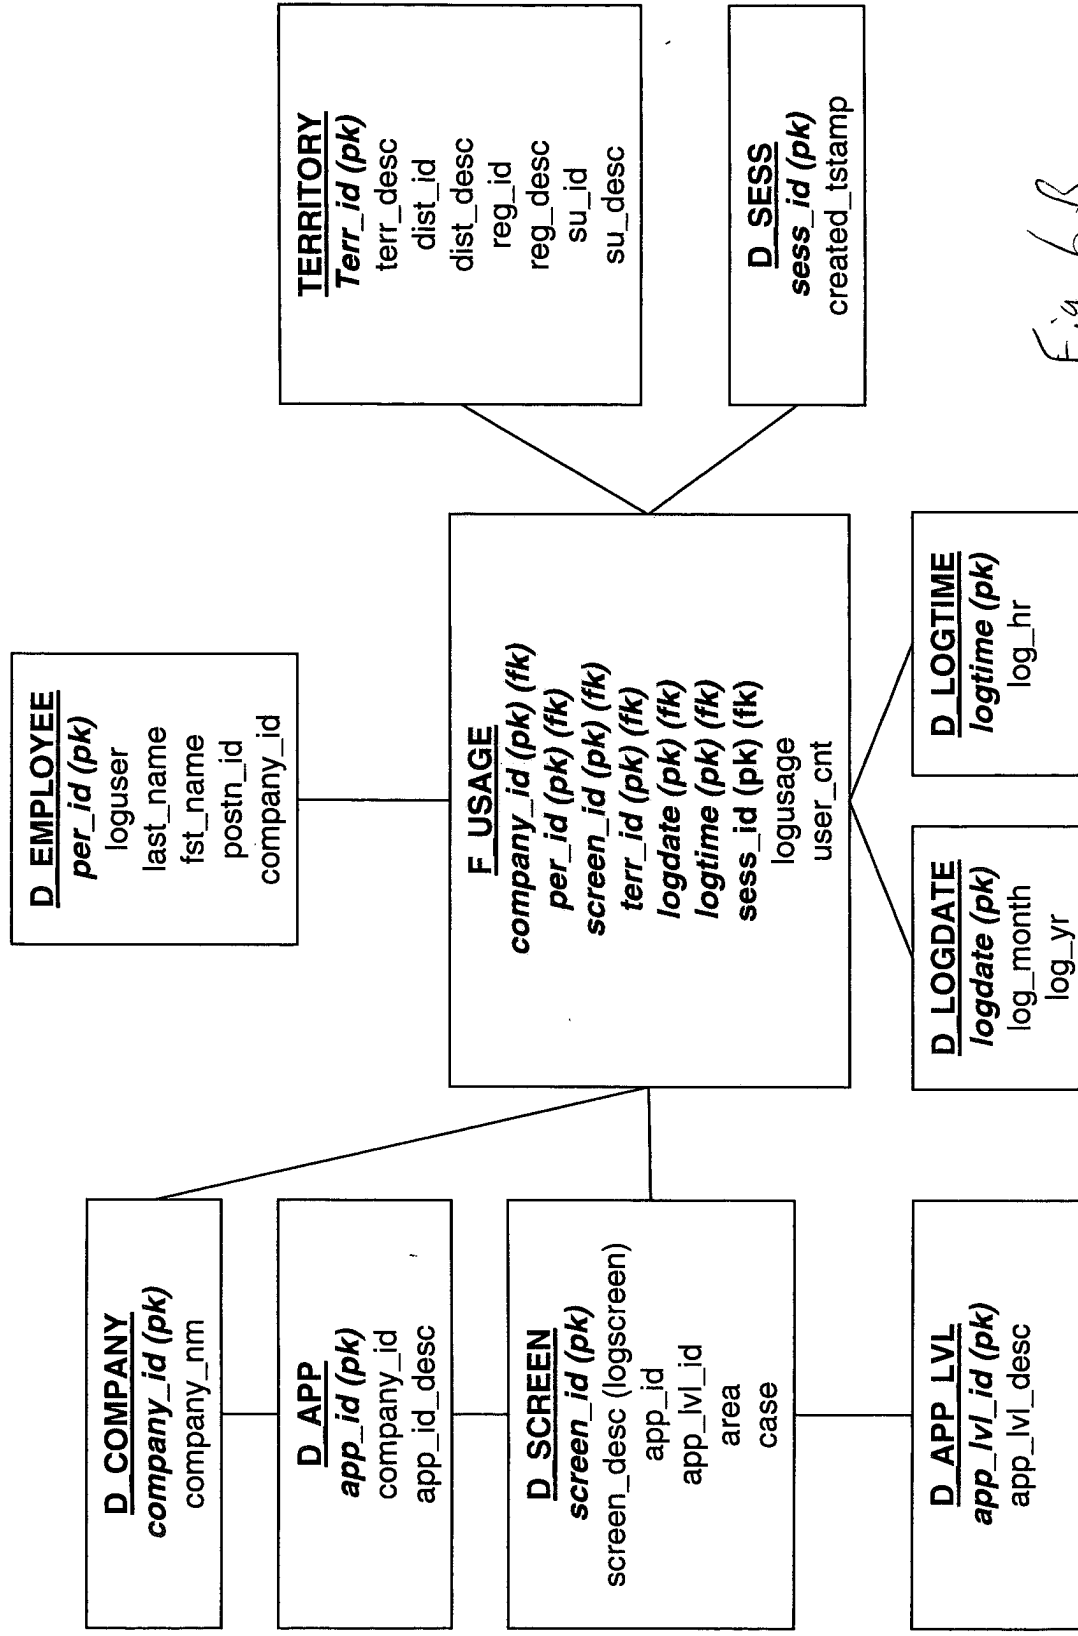 D_COMPANY
company_id (pk)
company_nm
D_APP
app_id (pk)
company_id
app_id_desc
D_SCREEN
screen_id (pk)
screen_desc (logscreen)
app_id
app_lvl_id
area
case
D_APP_LVL
app_lvl_id (pk)
app_lvl_desc
D_EMPLOYEE
per_id (pk)
loguser
last_name
fst_name
postn_id
company_id
F_USAGE
company_id (pk) (fk)
per_id (pk) (fk)
screen_id (pk) (fk)
terr_id (pk) (fk)
logdate (pk) (fk)
logtime (pk) (fk)
sess_id (pk) (fk)
logusage
user_cnt
D_LOGDATE
logdate (pk)
log_month
log_yr
D_LOGTIME
logtime (pk)
log_hr
TERRITORY
Terr_id (pk)
terr_desc
dist_id
dist_desc
reg_id
reg_desc
su_id
su_desc
D_SESS
sess_id (pk)
created_tstamp
Fig